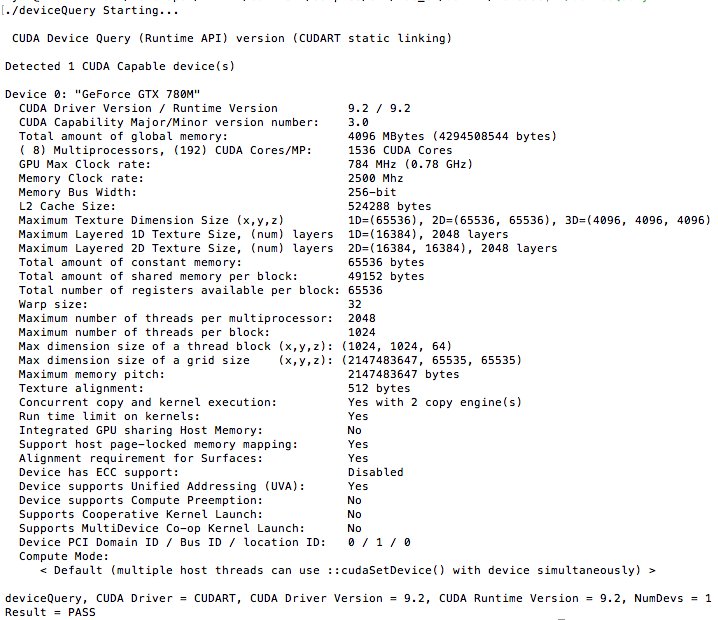 ./deviceQuery Starting...
CUDA Device Query (Runtime API) version (CUDART static linking)
Detected 1 CUDA Capable device(s)
Device 0: "GeForce GTX 780M"
CUDA Driver Version / Runtime Version 9.2 / 9.2
CUDA Capability Major/Minor version number: 3.0
Total amount of global memory: 4096 MBytes (4294508544 bytes)
( 8) Multiprocessors, (192) CUDA Cores/MP: 1536 CUDA Cores
GPU Max Clock rate: 784 MHz (0.78 GHz)
Memory Clock rate: 2500 Mhz
Memory Bus Width: 256-bit
L2 Cache Size: 524288 bytes
Maximum Texture Dimension Size (x,y,z) 1D=(65536), 2D=(65536, 65536), 3D=(4096, 4096, 4096)
Maximum Layered 1D Texture Size, (num) layers 1D=(16384), 2048 layers
Maximum Layered 2D Texture Size, (num) layers 2D=(16384, 16384), 2048 layers
Total amount of constant memory: 65536 bytes
Total amount of shared memory per block: 49152 bytes
Total number of registers available per block: 65536
Warp size: 32
Maximum number of threads per multiprocessor: 2048
Maximum number of threads per block: 1024
Max dimension size of a thread block (x,y,z): (1024, 1024, 64)
Max dimension size of a grid size (x,y,z): (2147483647, 65535, 65535)
Maximum memory pitch: 2147483647 bytes
Texture alignment: 512 bytes
Concurrent copy and kernel execution: Yes with 2 copy engine(s)
Run time limit on kernels: Yes
Integrated GPU sharing Host Memory: No
Support host page-locked memory mapping: Yes
Alignment requirement for Surfaces: Yes
Device has ECC support: Disabled
Device supports Unified Addressing (UVA): Yes
Device supports Compute Preemption: No
Supports Cooperative Kernel Launch: No
Supports MultiDevice Co-op Kernel Launch: No
Device PCI Domain ID / Bus ID / location ID: 0 / 1 / 0
Compute Mode:
< Default (multiple host threads can use ::cudaSetDevice() with device simultaneously) >
deviceQuery, CUDA Driver = CUDART, CUDA Driver Version = 9.2, CUDA Runtime Version = 9.2, NumDevs = 1
Result = PASS